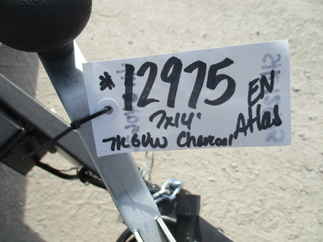 *12975
EN
7x14'
Atlas
7k GVW Charcoal